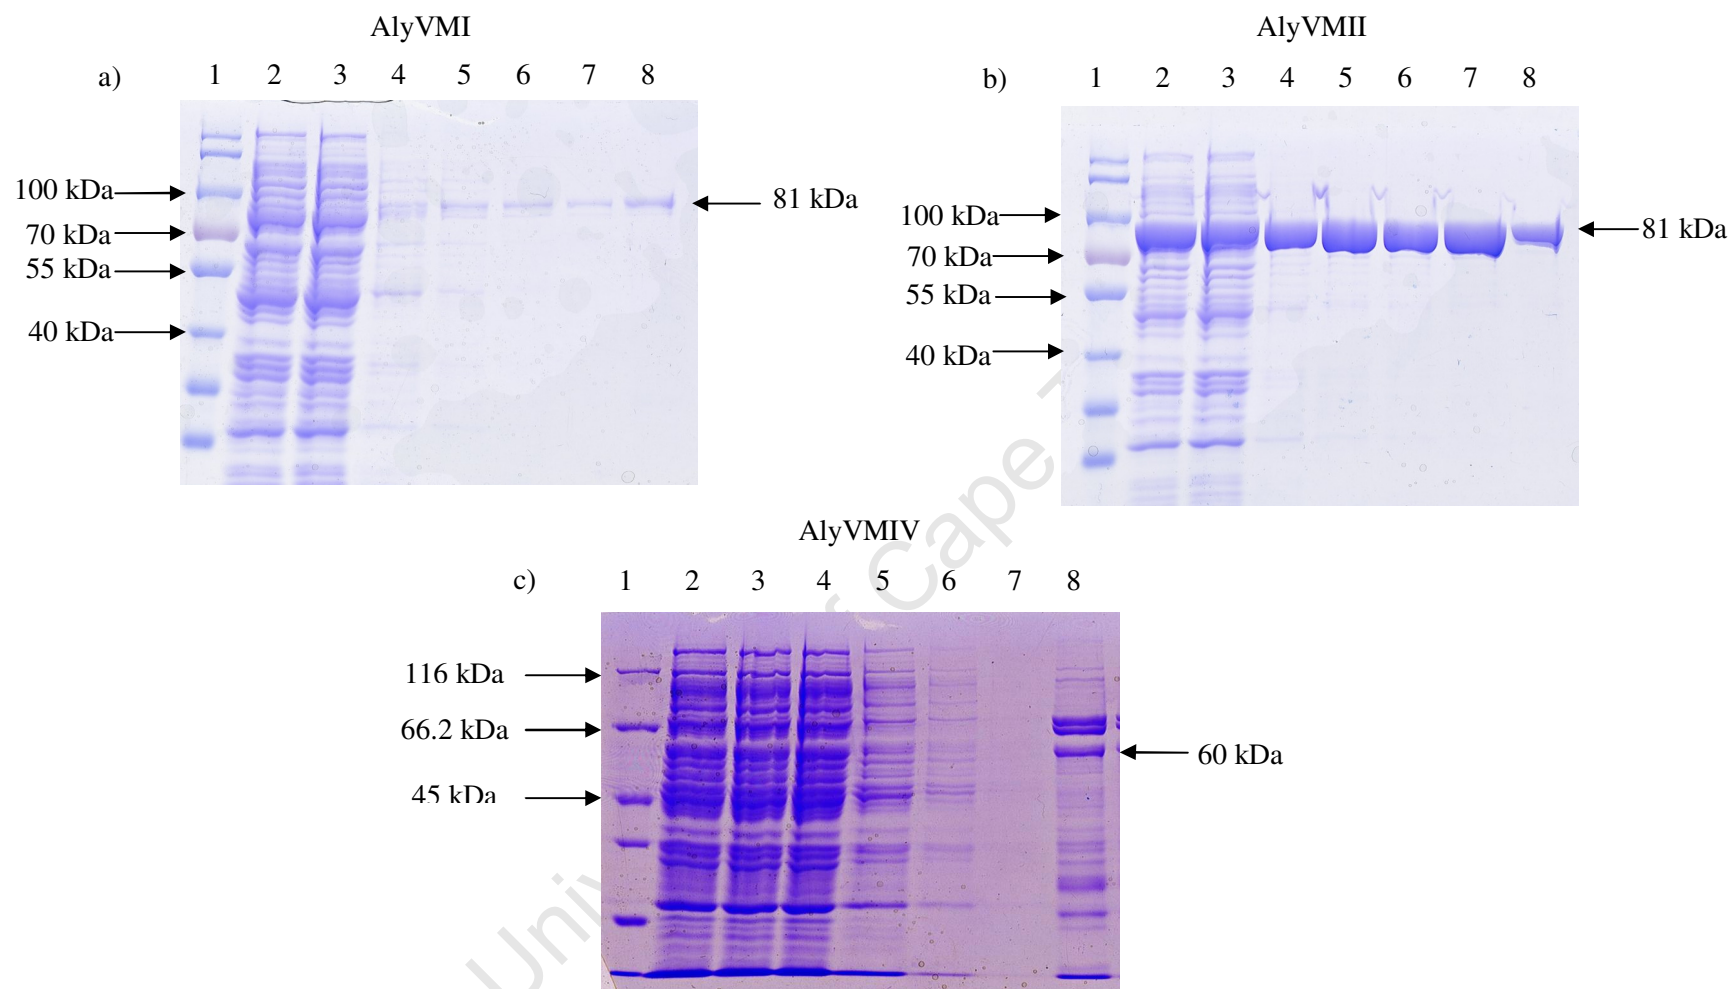 AlyVMI
a) 1 2 3 4 5 6 7 8
100 kDa
70 kDa
55 kDa
40 kDa
81 kDa
AlyVMII
b) 1 2 3 4 5 6 7 8
100 kDa
70 kDa
55 kDa
40 kDa
81 kDa
AlyVMIV
c) 1 2 3 4 5 6 7 8
116 kDa
66.2 kDa
45 kDa
60 kDa
Cape